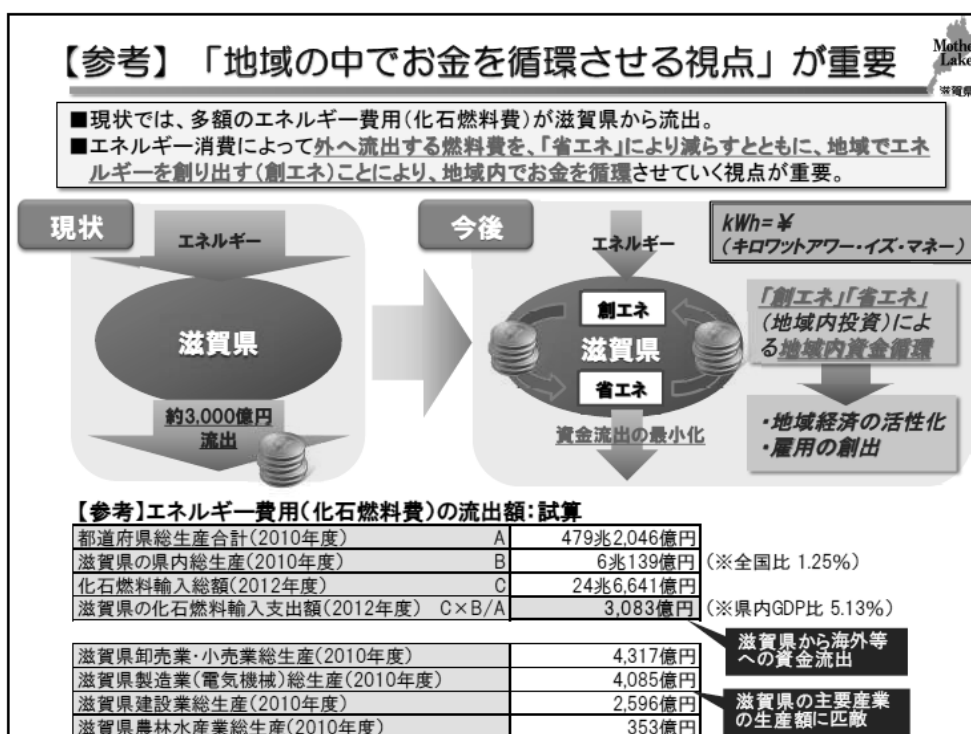 【参考】「地域の中でお金を循環させる視点」が重要
Mothe
Lake
滋賀県
■現状では、多額のエネルギー費用(化石燃料費)が滋賀県から流出。
■エネルギー消費によって外へ流出する燃料費を、「省エネ」により減らすとともに、地域でエネ
ルギーを創り出す(創エネ)ことにより、地域内でお金を循環させていく視点が重要。
現状
エネルギー
滋賀県
約3,000億円
流出
今後
エネルギー
創エネ
滋賀県
省エネ
資金流出の最小化
kWh=¥
(キロワットアワー・イズ・マネー)
「創エネ」「省エネ」
(地域内投資)によ
る地域内資金循環
・地域経済の活性化
・雇用の創出
【参考】エネルギー費用(化石燃料費)の流出額:試算
都道府県総生産合計(2010年度) A 479兆2,046億円
滋賀県の県内総生産(2010年度) B 6兆139億円 (※全国比 1.25%)
化石燃料輸入総額(2012年度) C 24兆6,641億円
滋賀県の化石燃料輸入支出額(2012年度) C×B/A 3,083億円 (※県内GDP比 5.13%)
滋賀県から海外等
への資金流出
滋賀県卸売業・小売業総生産(2010年度) 4,317億円
滋賀県製造業(電気機械)総生産(2010年度) 4,085億円
滋賀県建設業総生産(2010年度) 2,596億円
滋賀県農林水産業総生産(2010年度) 353億円
滋賀県の主要産業
の生産額に匹敵